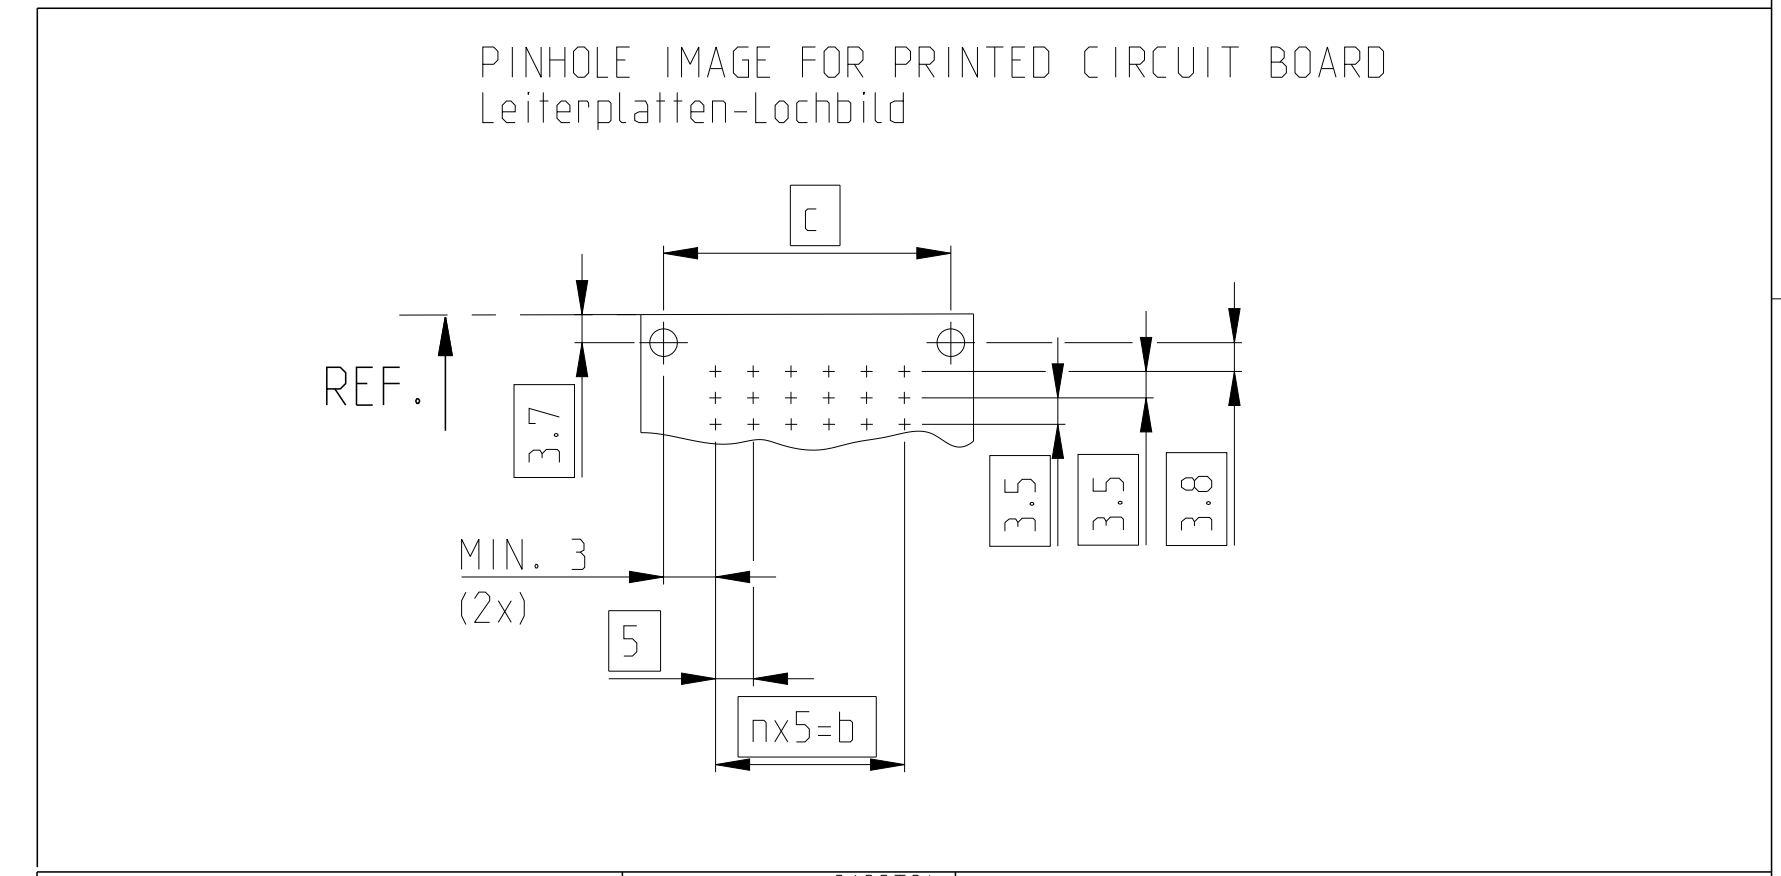 PINHOLE IMAGE FOR PRINTED CIRCUIT BOARD
Leiterplatten-Lochbild
c
REF.
3.7
3.5
3.5
3.8
MIN. 3
(2x)
5
nx5=b